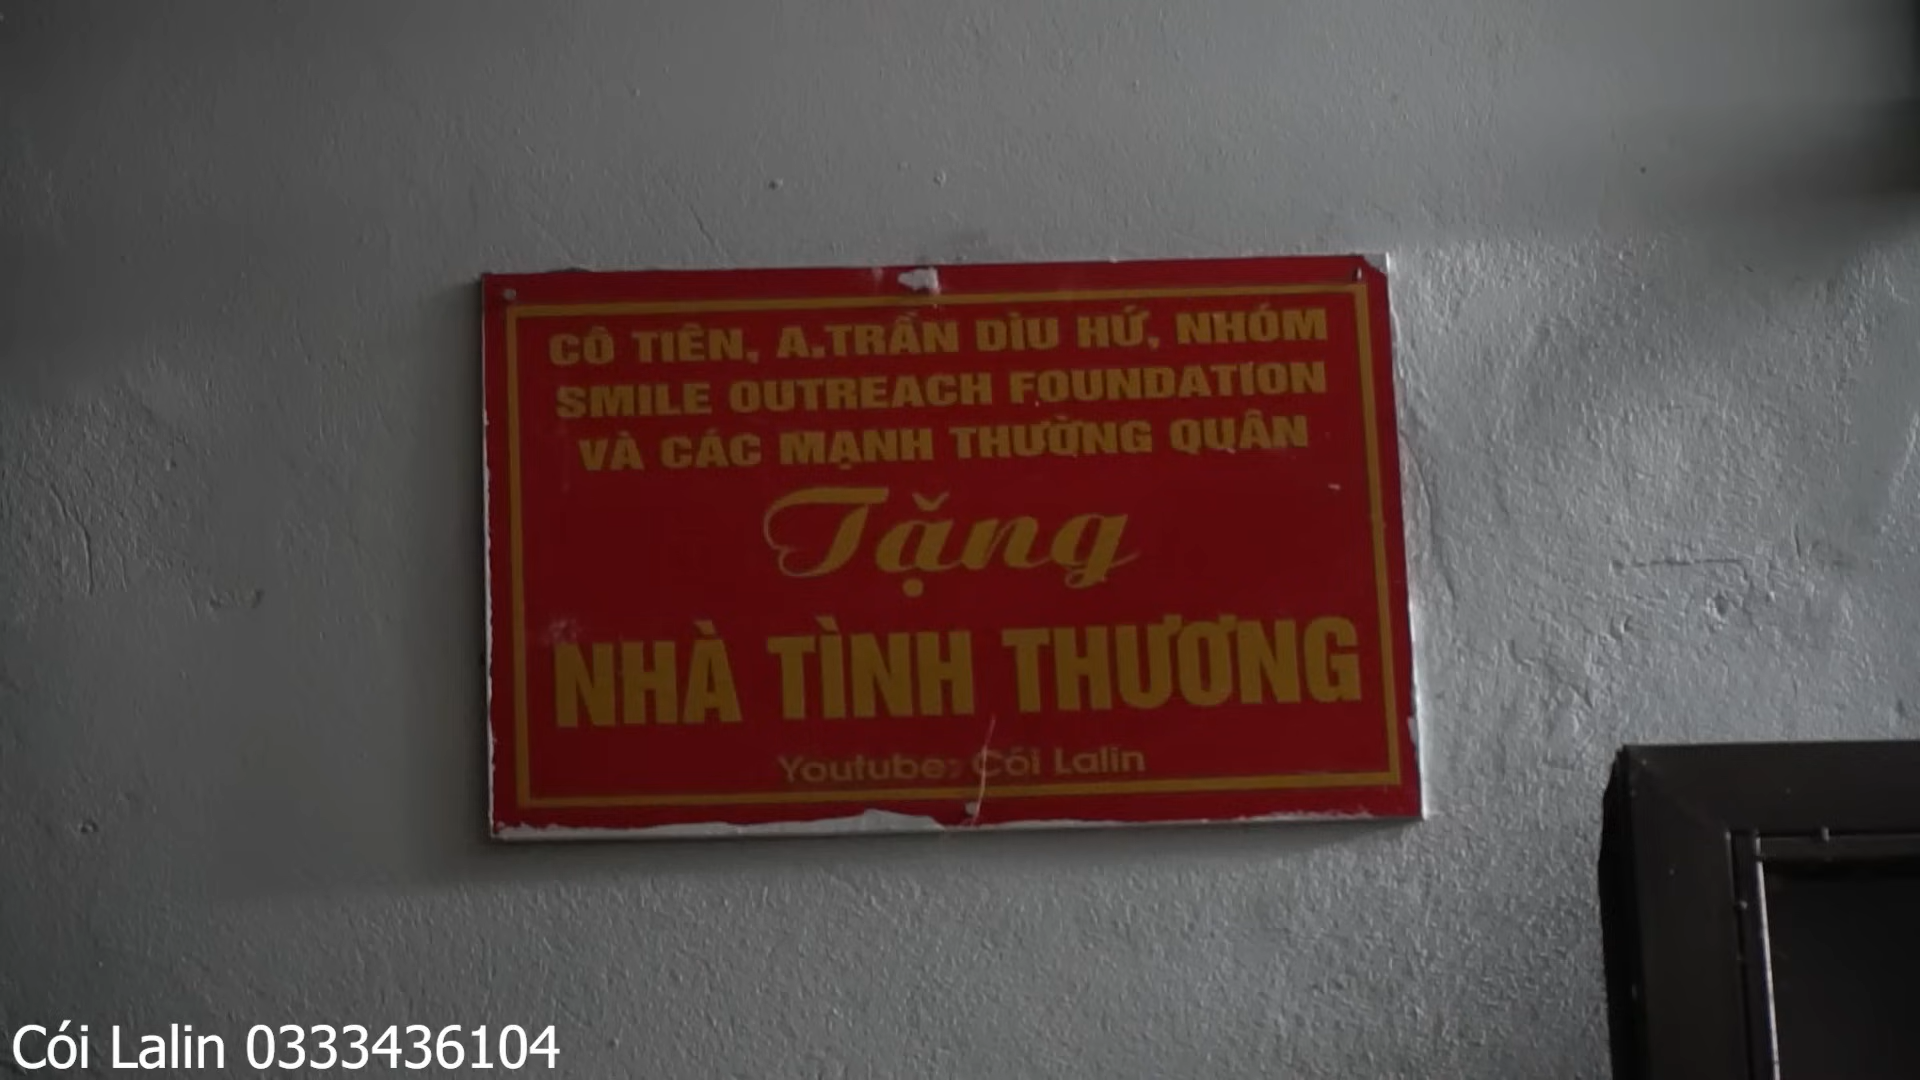 CÔ TIÊN, A.TRẦN DÌU HỨ, NHÓM
SMILE OUTREACH FOUNDATION
VÀ CÁC MẠNH THƯỜNG QUÂN
Tặng
NHÀ TÌNH THƯƠNG
Youtube: Cói Lalin
Cói Lalin 0333436104